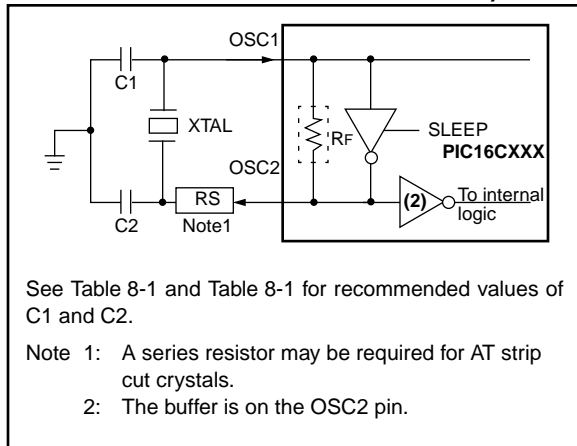 OSC1
C1
XTAL
SLEEP
RF
PIC16CXXX
OSC2
RS
(2)
To internal
logic
C2
Note1
See Table 8-1 and Table 8-1 for recommended values of
C1 and C2.
Note 1: A series resistor may be required for AT strip
cut crystals.
2: The buffer is on the OSC2 pin.